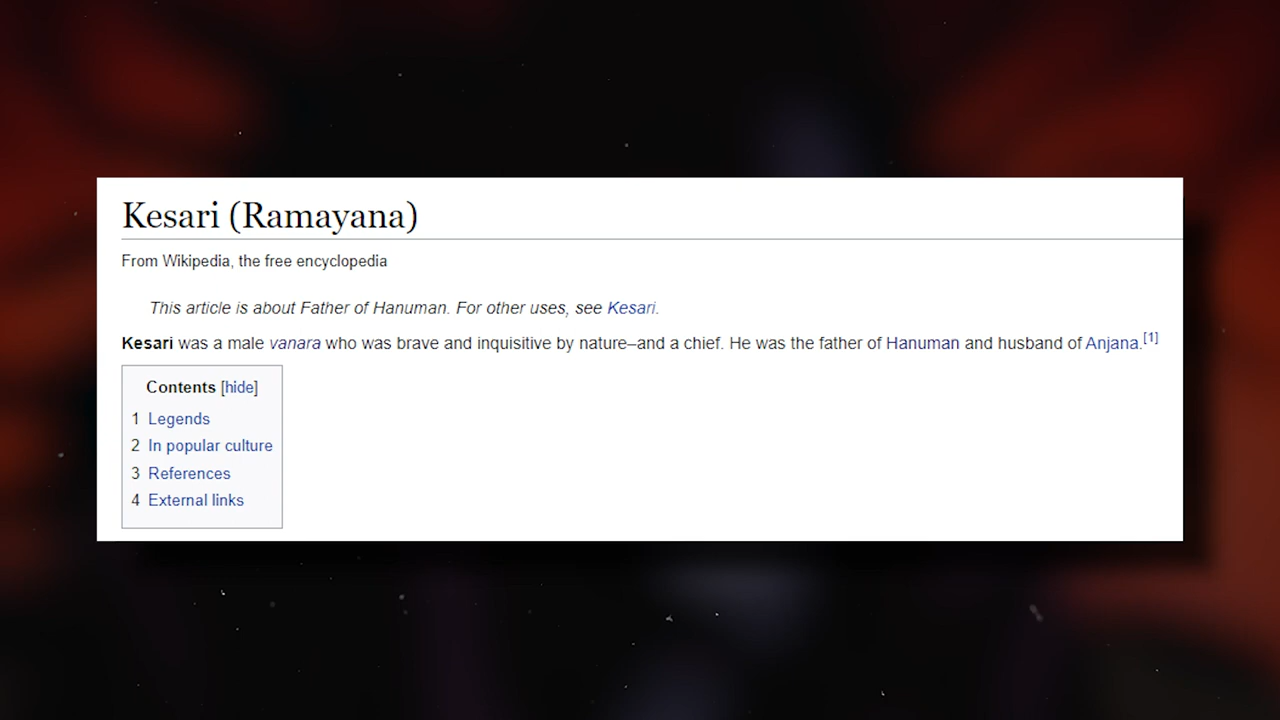 Kesari (Ramayana)
From Wikipedia, the free encyclopedia
This article is about Father of Hanuman. For other uses, see Kesari.
Kesari was a male vanara who was brave and inquisitive by nature–and a chief. He was the father of Hanuman and husband of Anjana.[1]
Contents [hide]
1 Legends
2 In popular culture
3 References
4 External links